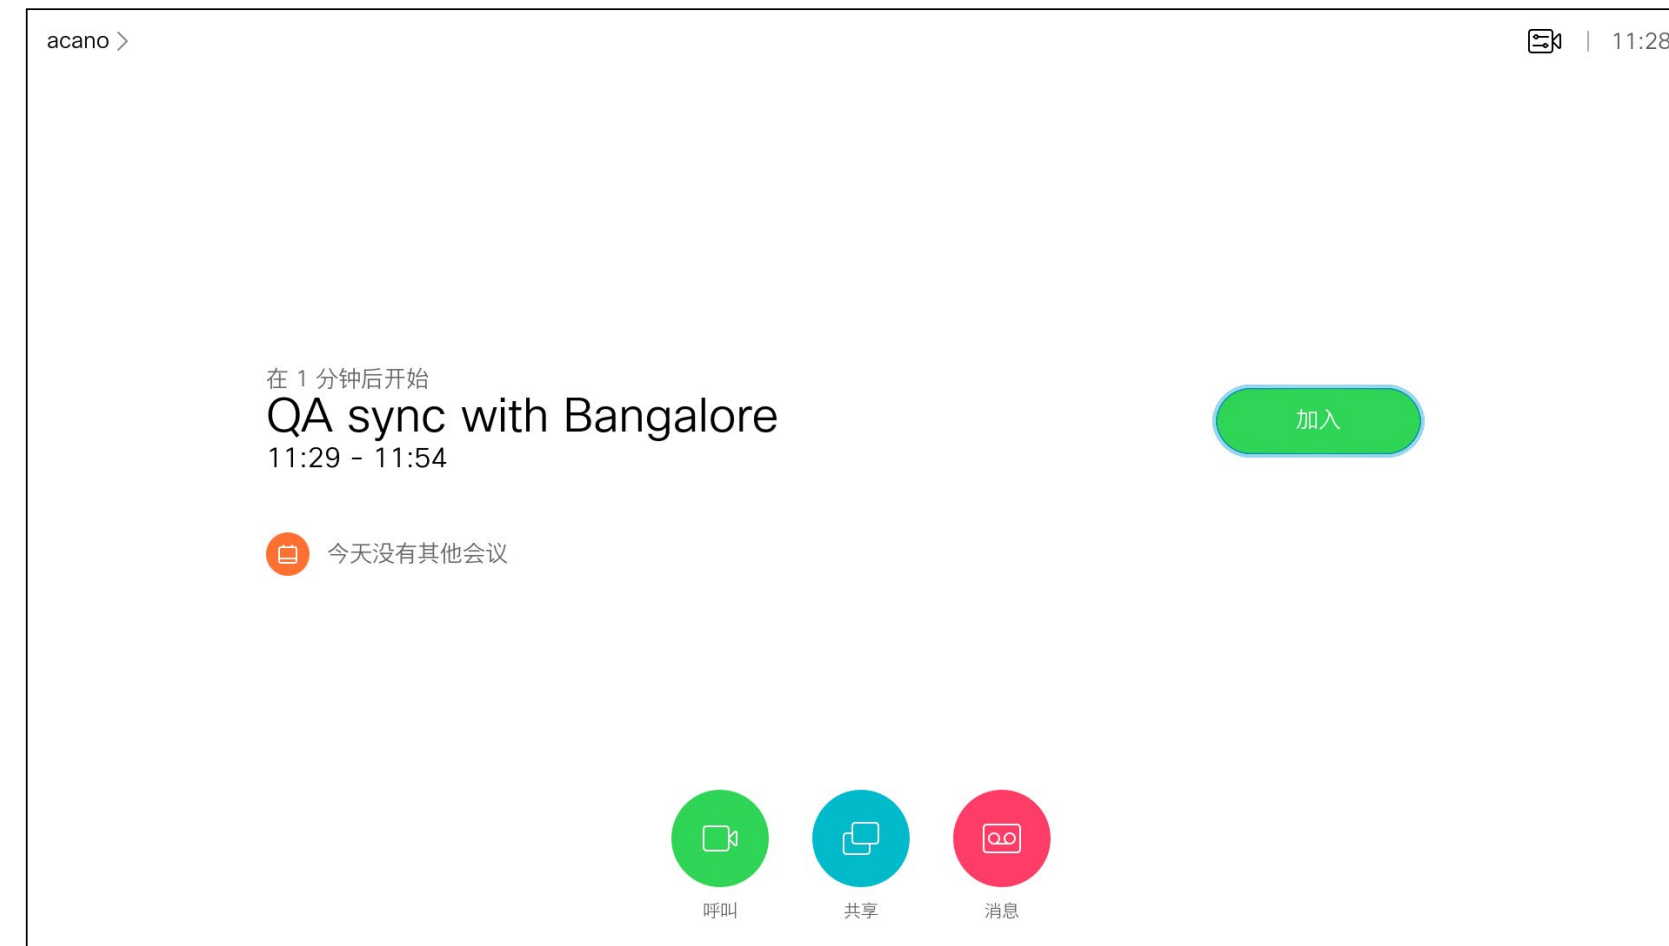 acano
11:28
在 1 分钟后开始
QA sync with Bangalore
11:29 - 11:54
加入
今天没有其他会议
呼叫
共享
消息